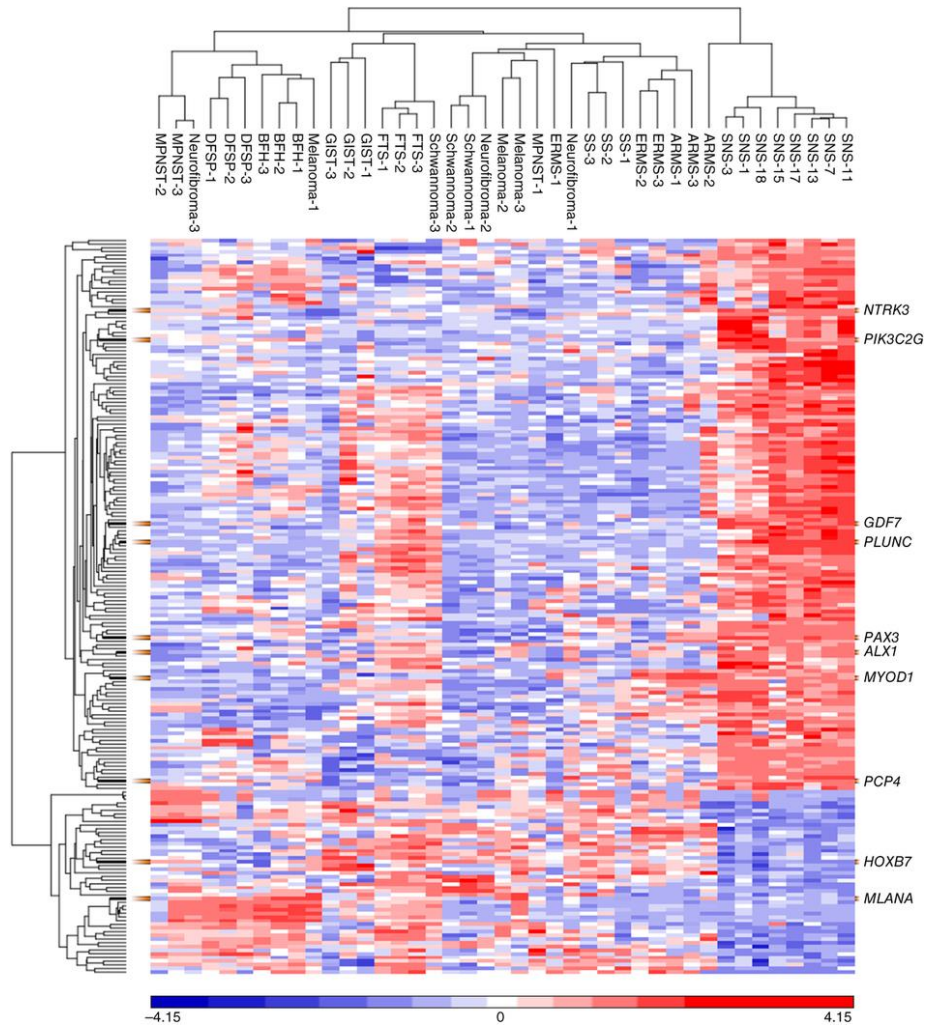 MPNST-2
MPNST-3
Neurofibroma-3
DFSP-1
DFSP-2
DFSP-3
BFH-3
BFH-2
BFH-1
Melanoma-1
GIST-3
GIST-2
GIST-1
FTS-1
FTS-2
FTS-3
Schwannoma-3
Schwannoma-2
Schwannoma-1
Neurofibroma-2
Melanoma-2
Melanoma-3
MPNST-1
ERMS-1
Neurofibroma-1
SS-3
SS-2
SS-1
ERMS-2
ERMS-3
ARMS-1
ARMS-3
ARMS-2
SNS-3
SNS-1
SNS-18
SNS-15
SNS-17
SNS-13
SNS-7
SNS-11
NTRK3
PIK3C2G
GDF7
PLUNC
PAX3
ALX1
MYOD1
PCP4
HOXB7
MLANA
−4.15 0 4.15